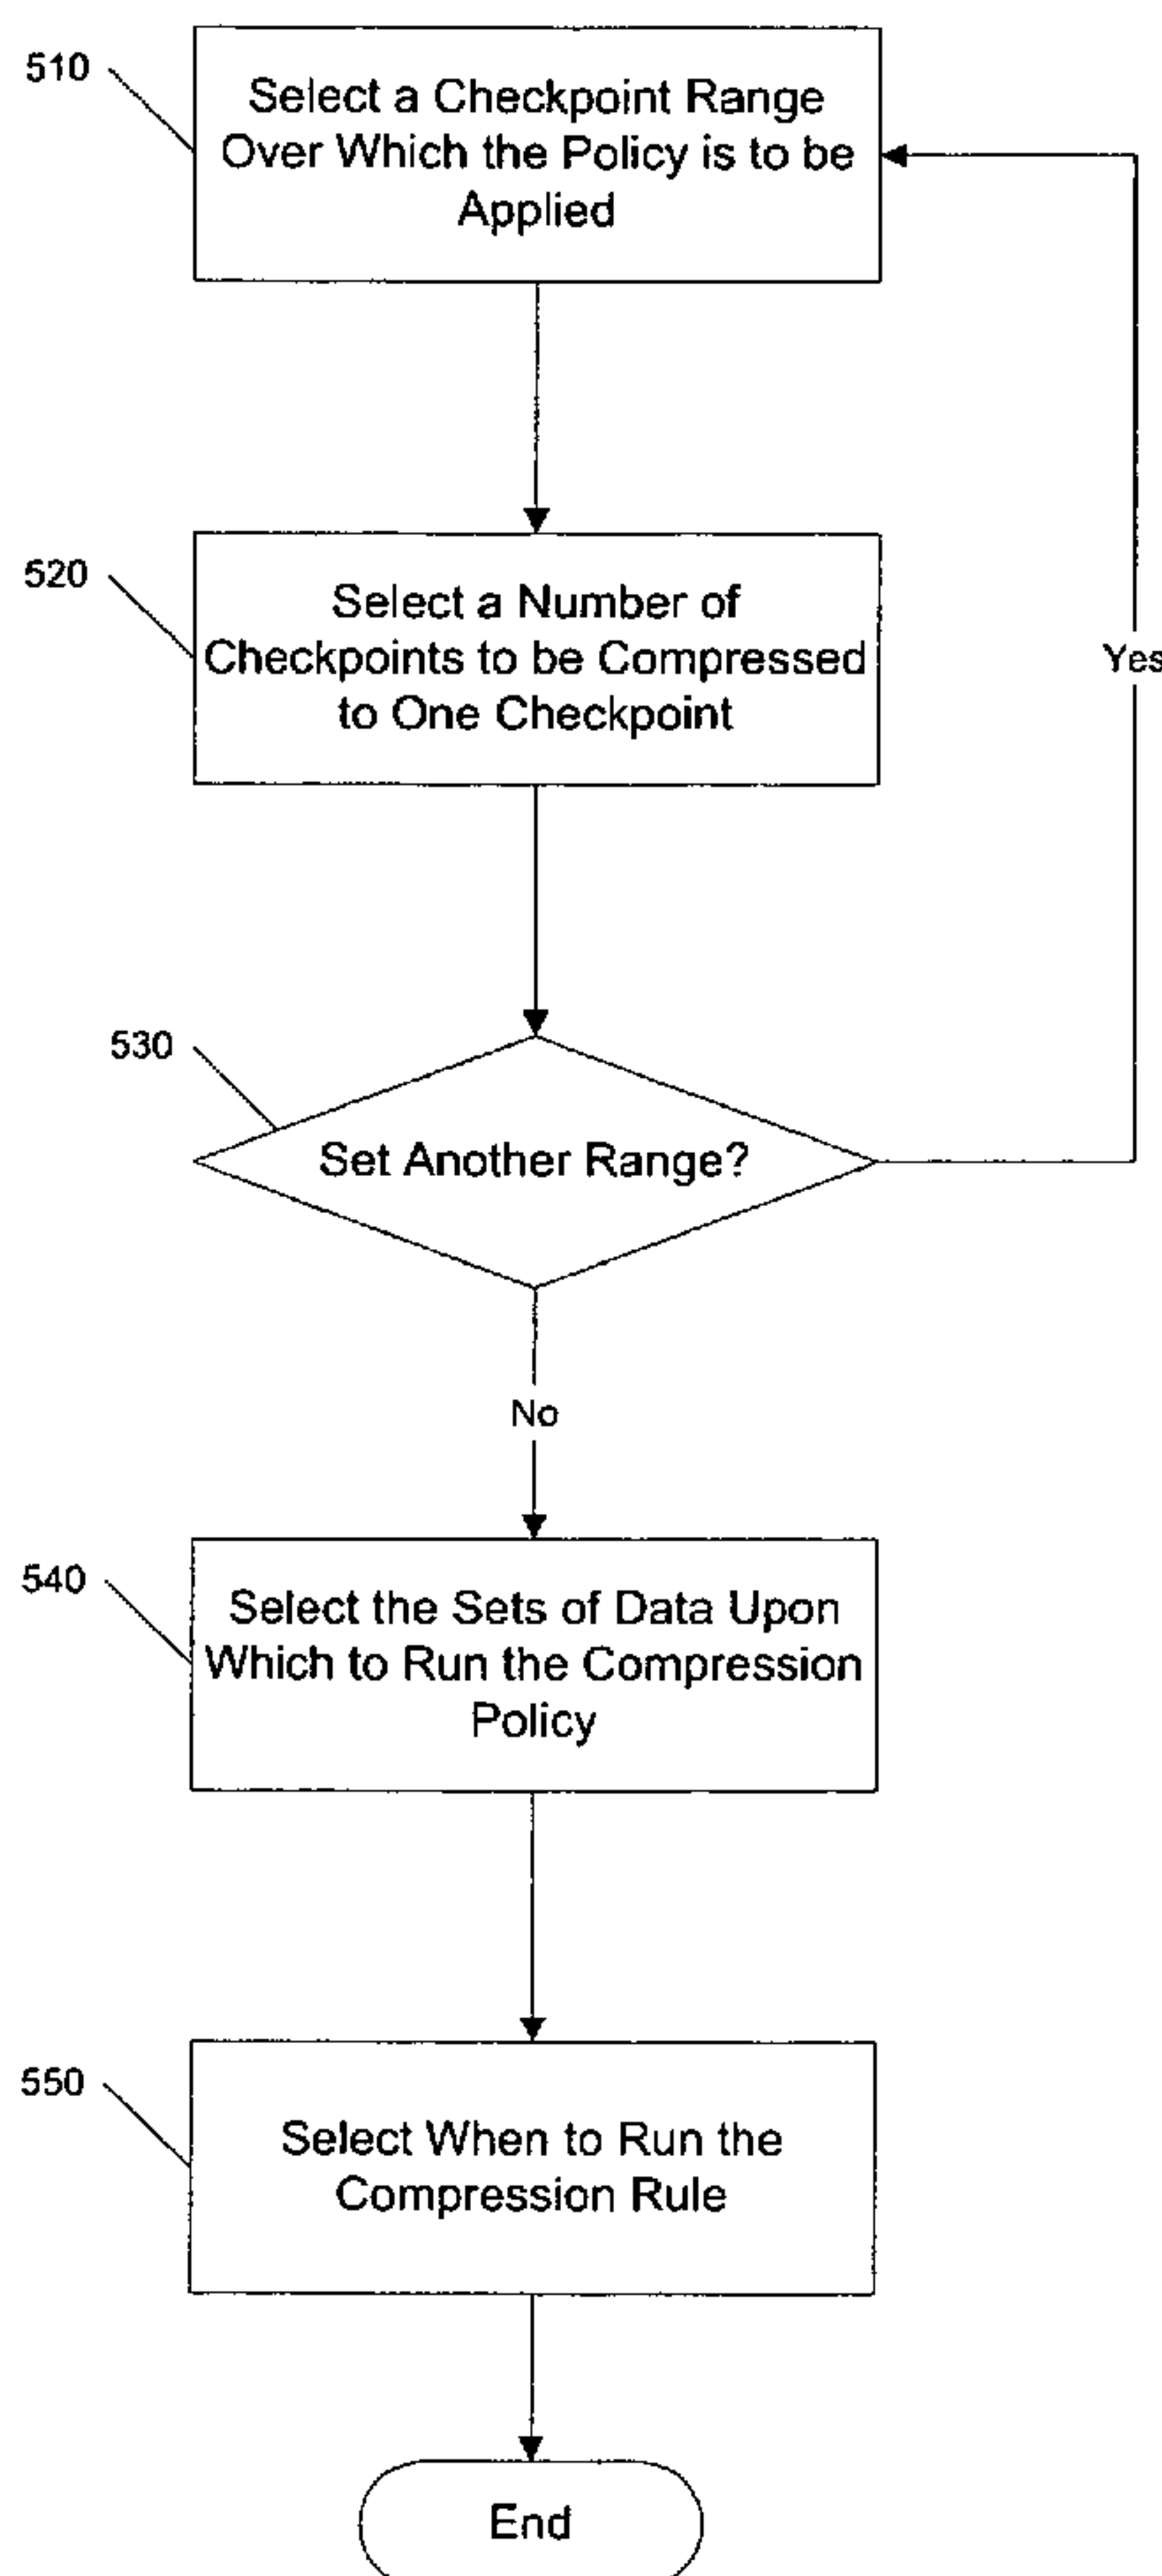 510
Select a Checkpoint Range
Over Which the Policy is to be
Applied
520
Select a Number of
Checkpoints to be Compressed
to One Checkpoint
Yes
530
Set Another Range?
No
540
Select the Sets of Data Upon
Which to Run the Compression
Policy
550
Select When to Run the
Compression Rule
End